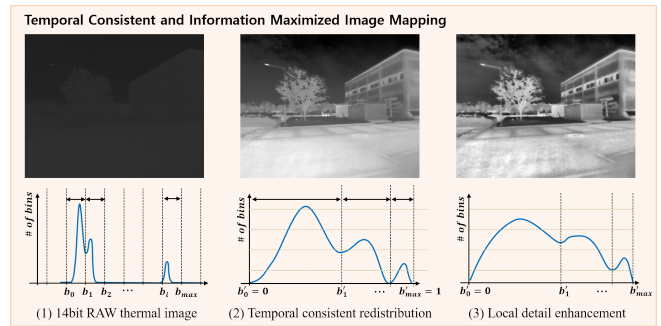 Temporal Consistent and Information Maximized Image Mapping
# of bins
b0 b1 b2 ⋯ bi bmax
(1) 14bit RAW thermal image
# of bins
b′0 = 0 b′1 ⋯ b′max = 1
(2) Temporal consistent redistribution
# of bins
b′0 = 0 b′1 ⋯ b′max
(3) Local detail enhancement